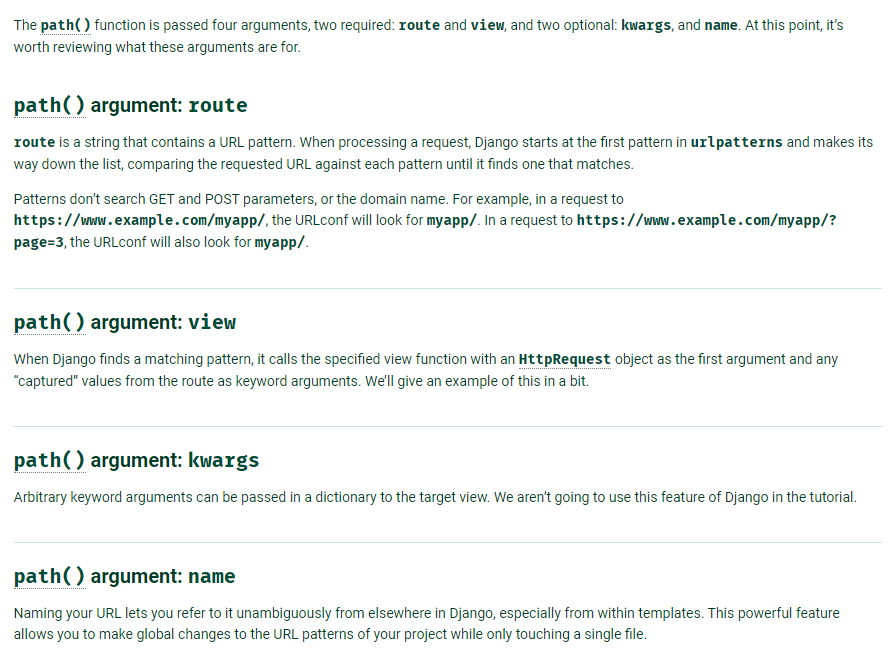 The path() function is passed four arguments, two required: route and view, and two optional: kwargs, and name. At this point, it’s
worth reviewing what these arguments are for.
path() argument: route
route is a string that contains a URL pattern. When processing a request, Django starts at the first pattern in urlpatterns and makes its
way down the list, comparing the requested URL against each pattern until it finds one that matches.
Patterns don’t search GET and POST parameters, or the domain name. For example, in a request to
https://www.example.com/myapp/, the URLconf will look for myapp/. In a request to https://www.example.com/myapp/?
page=3, the URLconf will also look for myapp/.
path() argument: view
When Django finds a matching pattern, it calls the specified view function with an HttpRequest object as the first argument and any
“captured” values from the route as keyword arguments. We’ll give an example of this in a bit.
path() argument: kwargs
Arbitrary keyword arguments can be passed in a dictionary to the target view. We aren’t going to use this feature of Django in the tutorial.
path() argument: name
Naming your URL lets you refer to it unambiguously from elsewhere in Django, especially from within templates. This powerful feature
allows you to make global changes to the URL patterns of your project while only touching a single file.